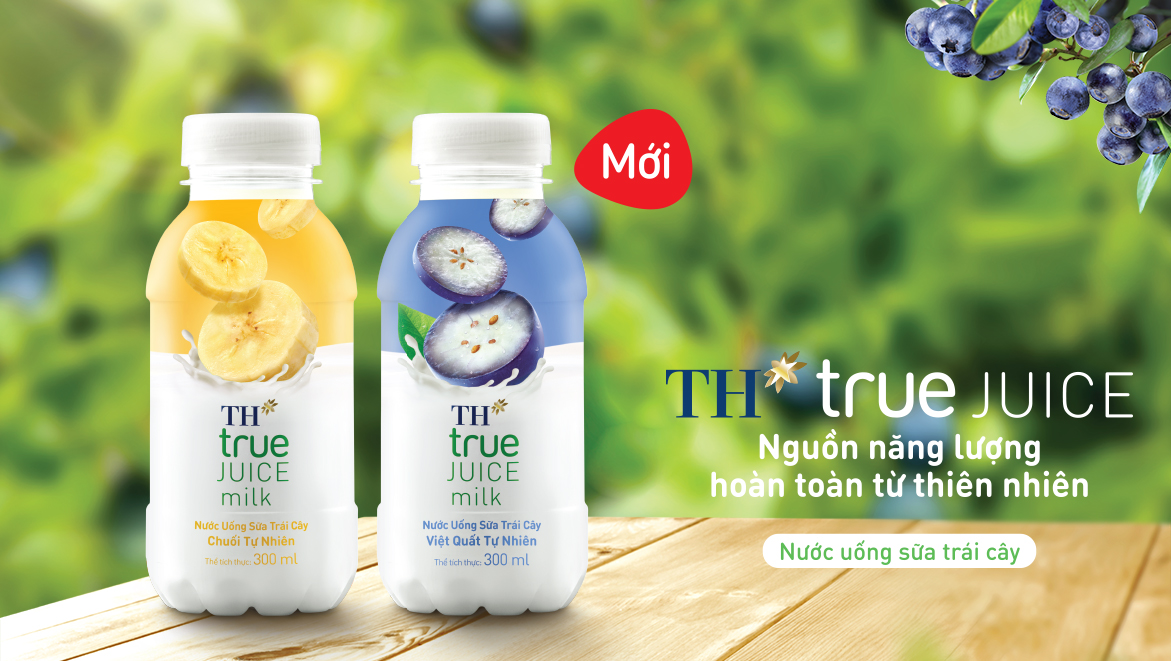 Mới
TH
true
JUICE
milk
Nước Uống Sữa Trái Cây
Chuối Tự Nhiên
Thể tích thực: 300 ml
TH
true
JUICE
milk
Nước Uống Sữa Trái Cây
Việt Quất Tự Nhiên
Thể tích thực: 300 ml
TH true JUICE
Nguồn năng lượng
hoàn toàn từ thiên nhiên
Nước uống sữa trái cây